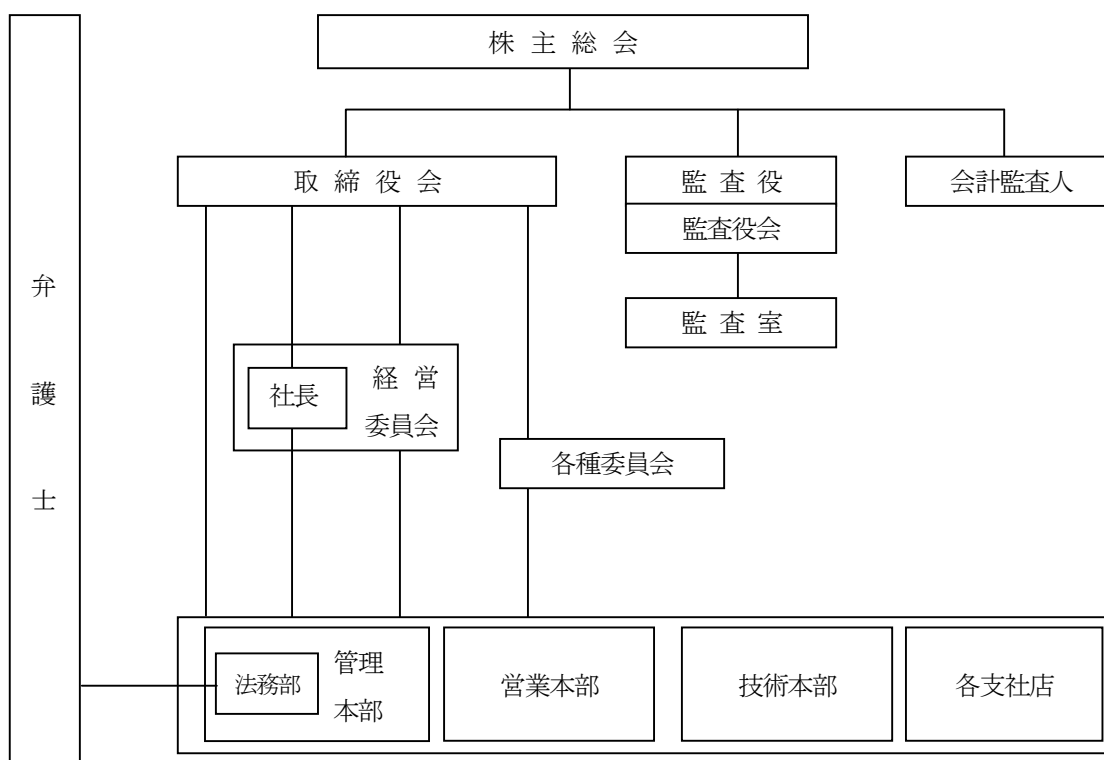 株 主 総 会
取 締 役 会
監 査 役
会計監査人
監査役会
弁
護
士
監 査 室
社長
経 営
委員会
各種委員会
法務部
管理
本部
営業本部
技術本部
各支社店